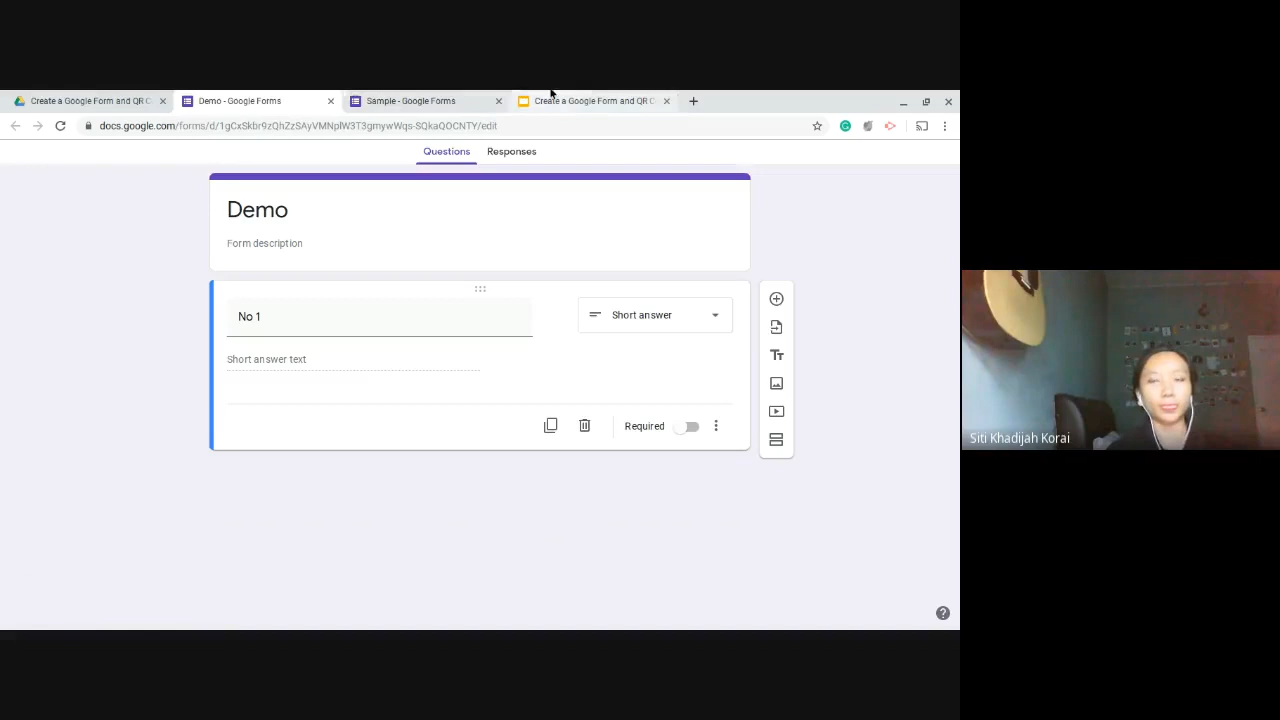 Create a Google Form and QR C
Demo - Google Forms
Sample - Google Forms
Create a Google Form and QR C
docs.google.com/forms/d/1gCxSkbr9zQhZzSAyVMNplW3T3gmywWqs-SQkaQOCNTY/edit
Questions
Responses
Demo
Form description
No 1
Short answer
Short answer text
Required
Siti Khadijah Korai